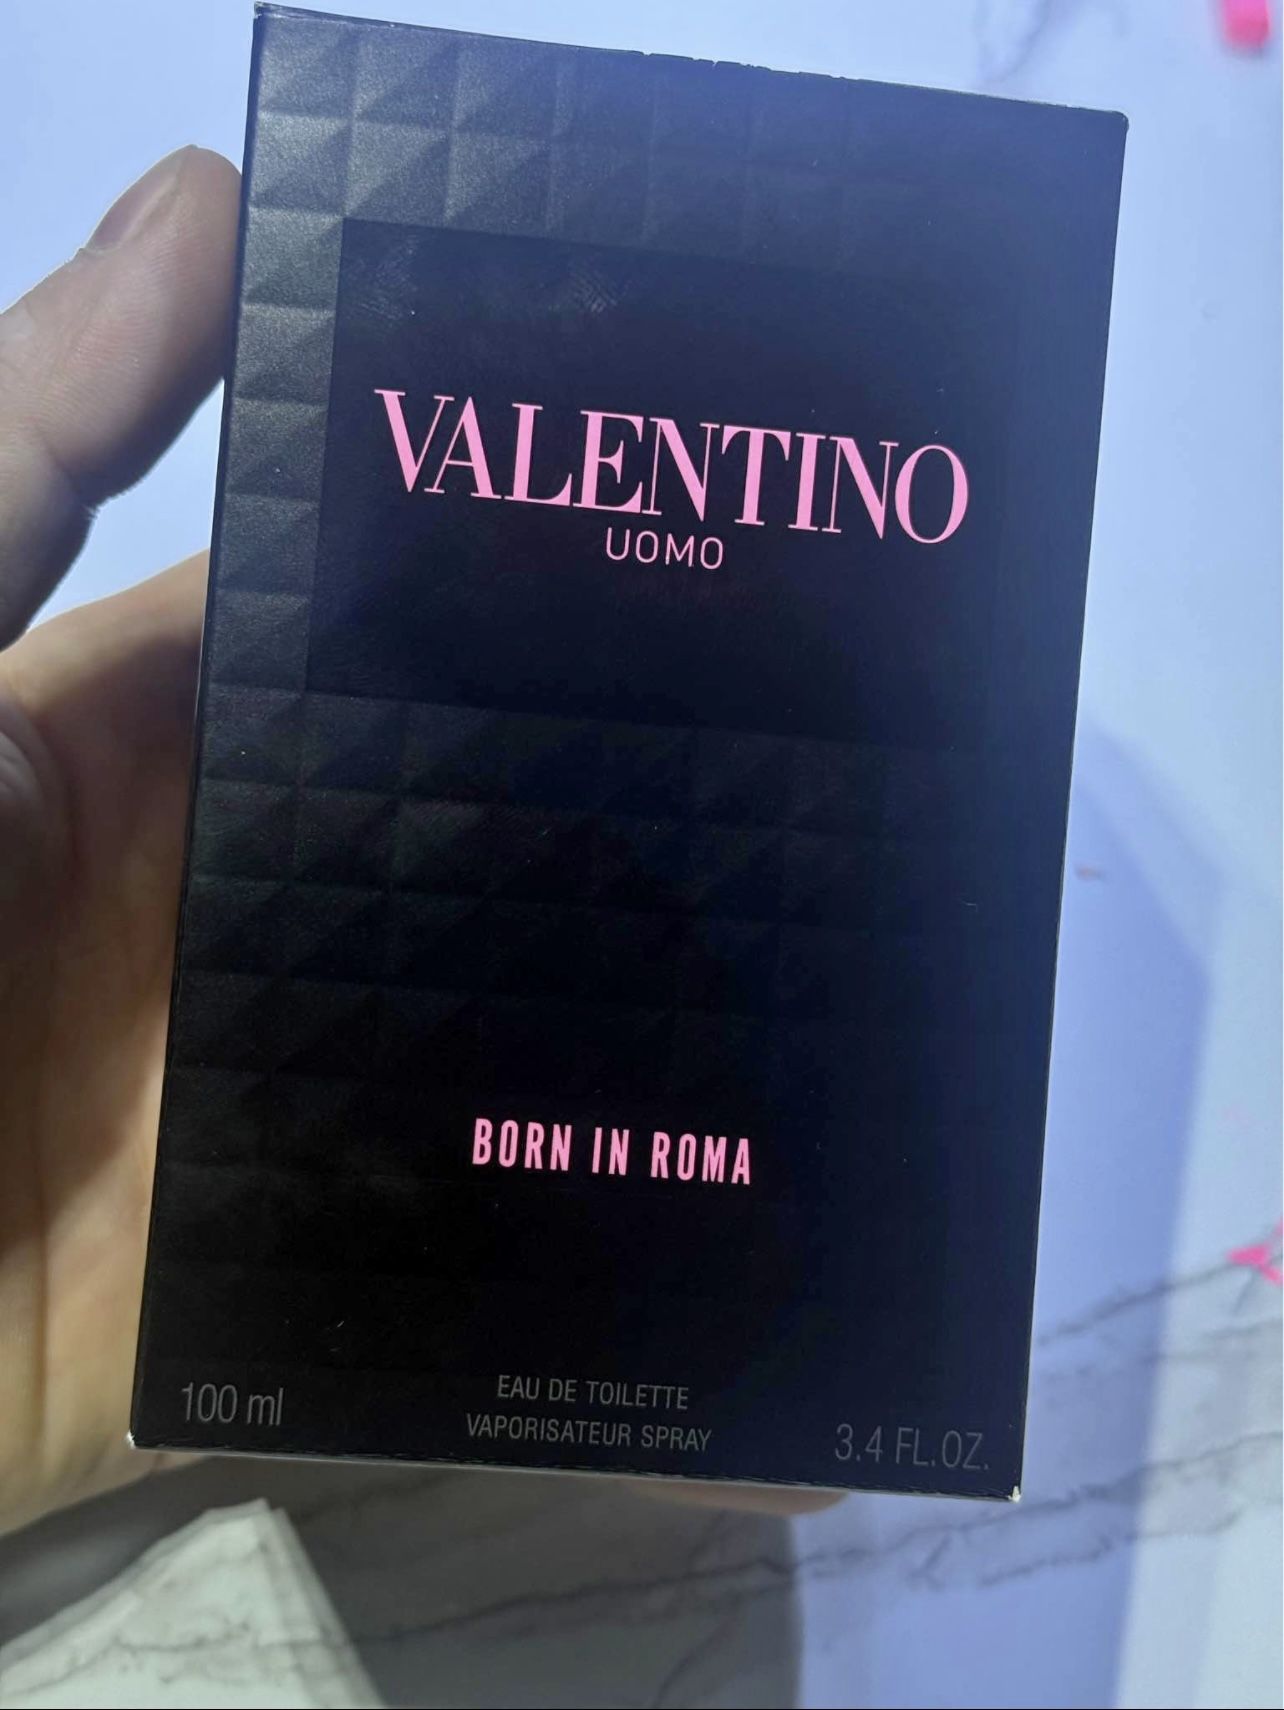 VALENTINO
UOMO
BORN IN ROMA
100 ml
EAU DE TOILETTE
VAPORISATEUR SPRAY
3.4 FL.OZ.